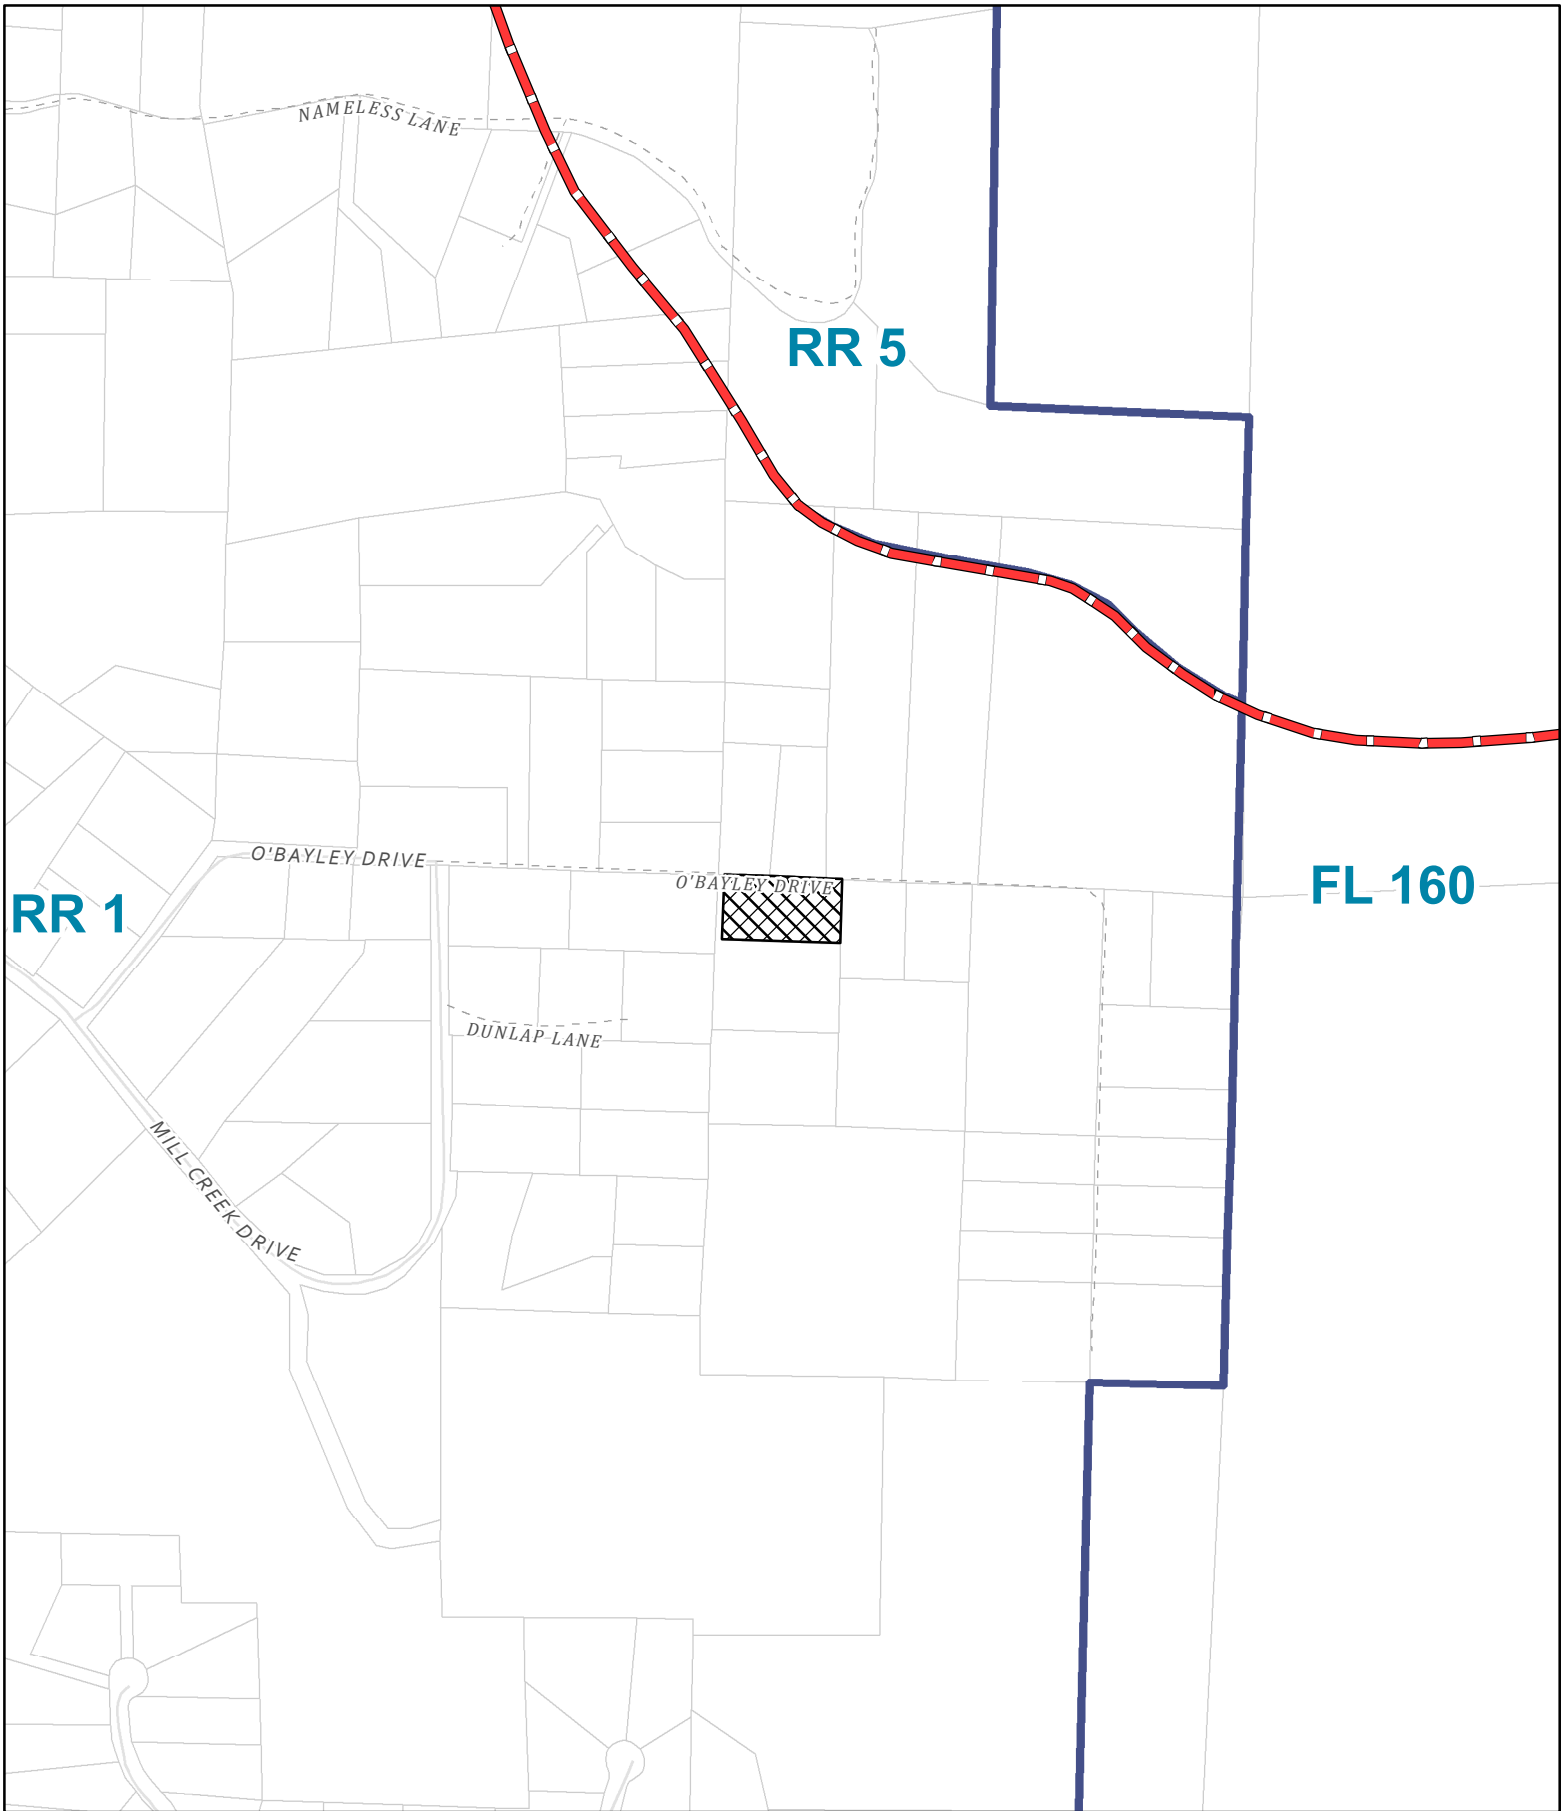 NAMELESS LANE
RR 5
O'BAYLEY DRIVE
O'BAYLEY DRIVE
FL 160
RR 1
DUNLAP LANE
MILL CREEK DRIVE